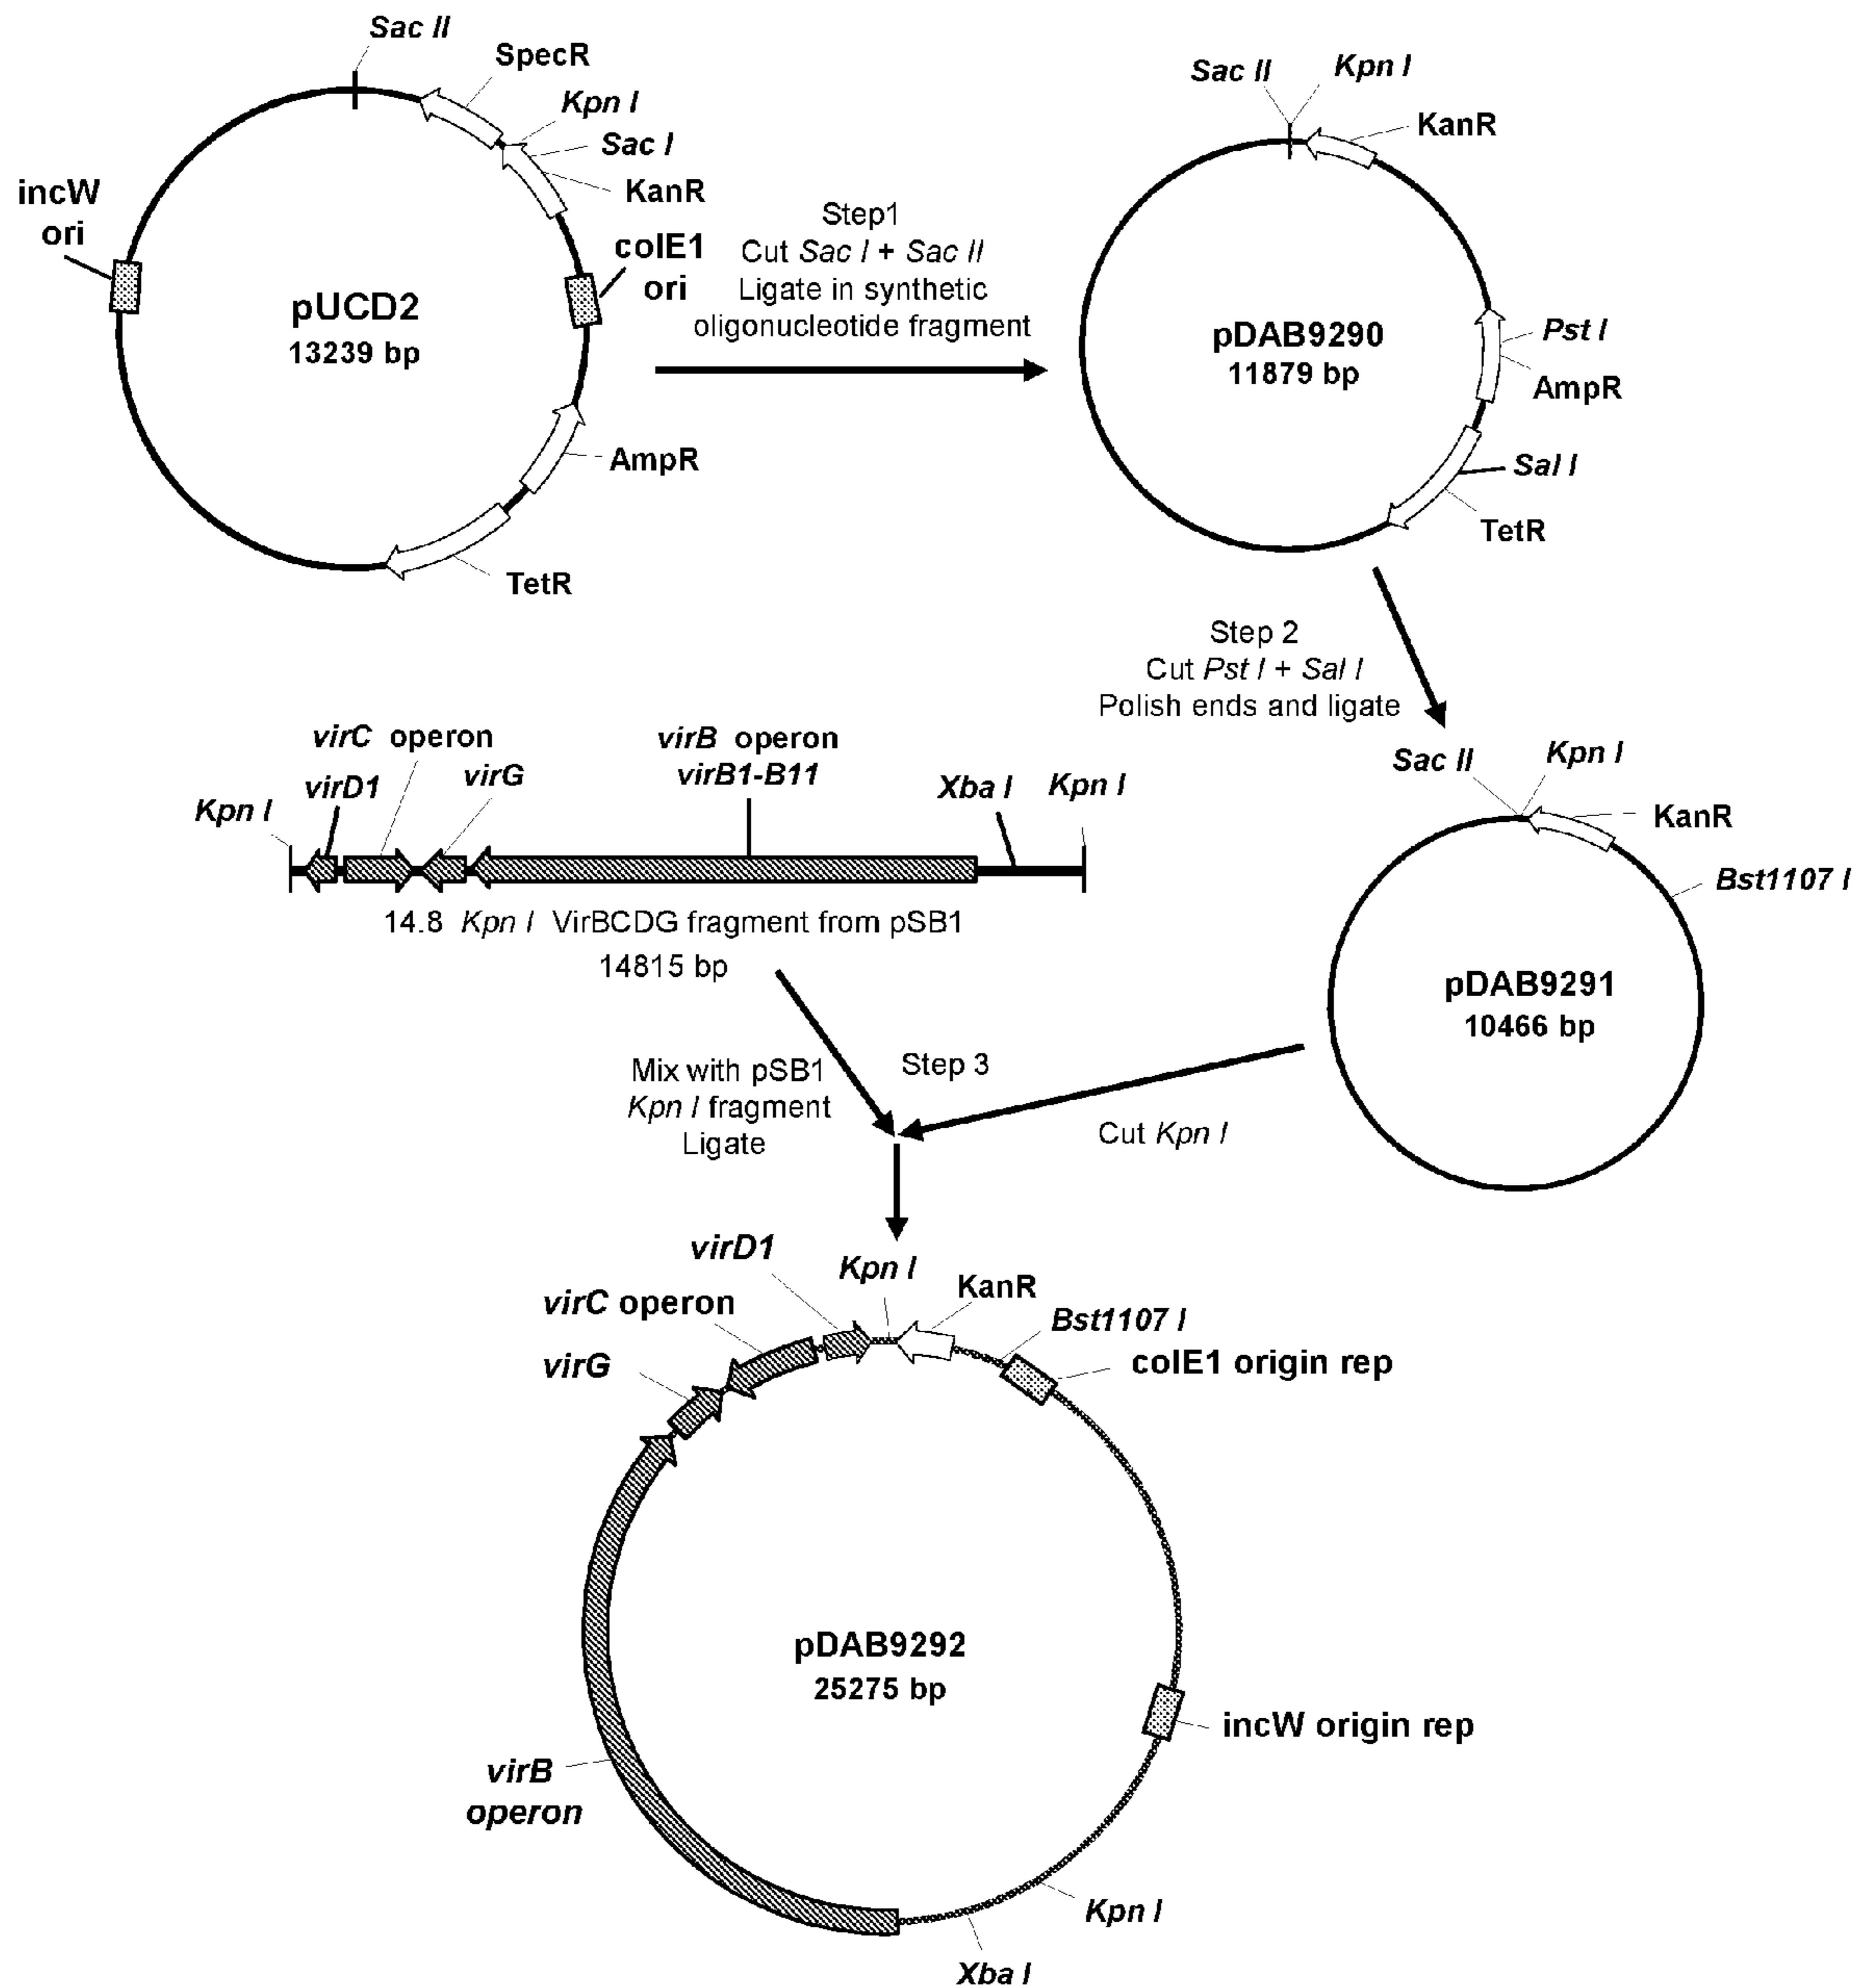 Sac II
SpecR
Kpn I
Sac I
KanR
incW
ori
colE1
ori
pUCD2
13239 bp
AmpR
TetR
Step1
Cut Sac I + Sac II
Ligate in synthetic
oligonucleotide fragment
Sac II
Kpn I
KanR
pDAB9290
11879 bp
Pst I
AmpR
Sal I
TetR
Step 2
Cut Pst I + Sal I
Polish ends and ligate
virC operon
virD1
virG
virB operon
virB1-B11
Kpn I
Xba I
Kpn I
14.8 Kpn I VirBCDG fragment from pSB1
14815 bp
Sac II
Kpn I
KanR
Bst1107 I
pDAB9291
10466 bp
Mix with pSB1
Kpn I fragment
Ligate
Step 3
Cut Kpn I
virD1
Kpn I
KanR
virC operon
Bst1107 I
virG
colE1 origin rep
pDAB9292
25275 bp
incW origin rep
virB
operon
Kpn I
Xba I